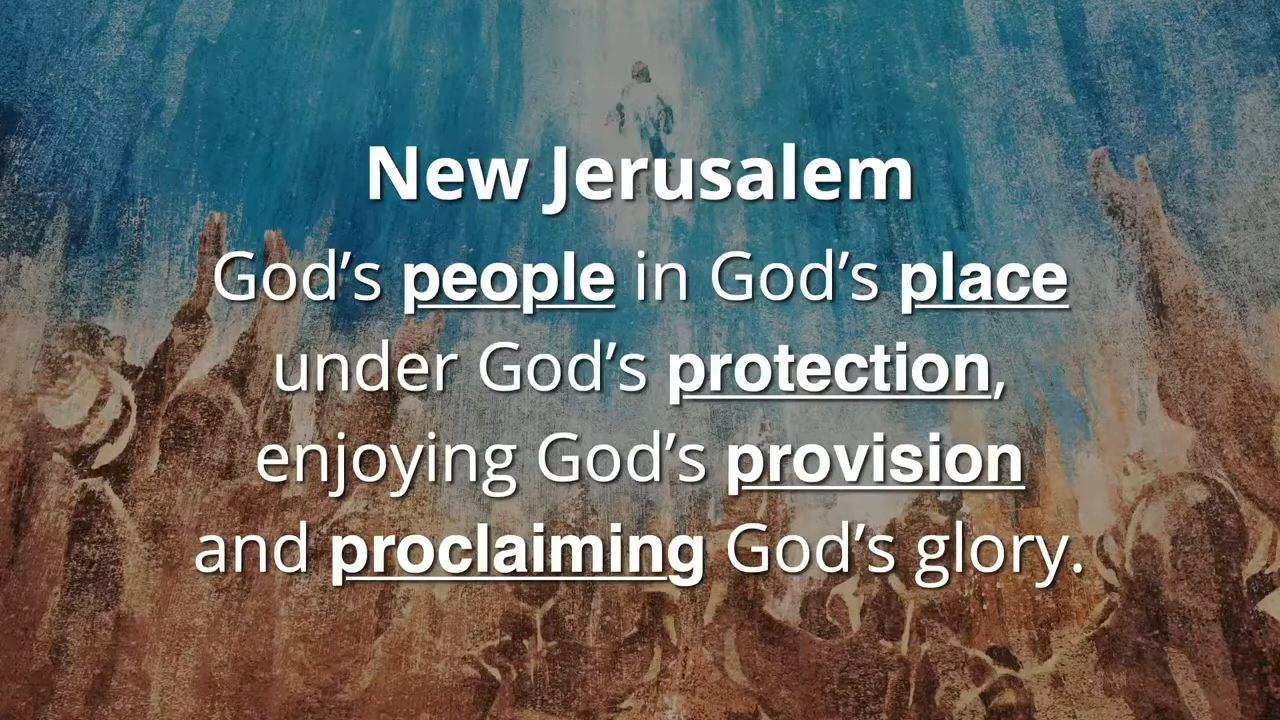 New Jerusalem
God’s people in God’s place
under God’s protection,
enjoying God’s provision
and proclaiming God’s glory.